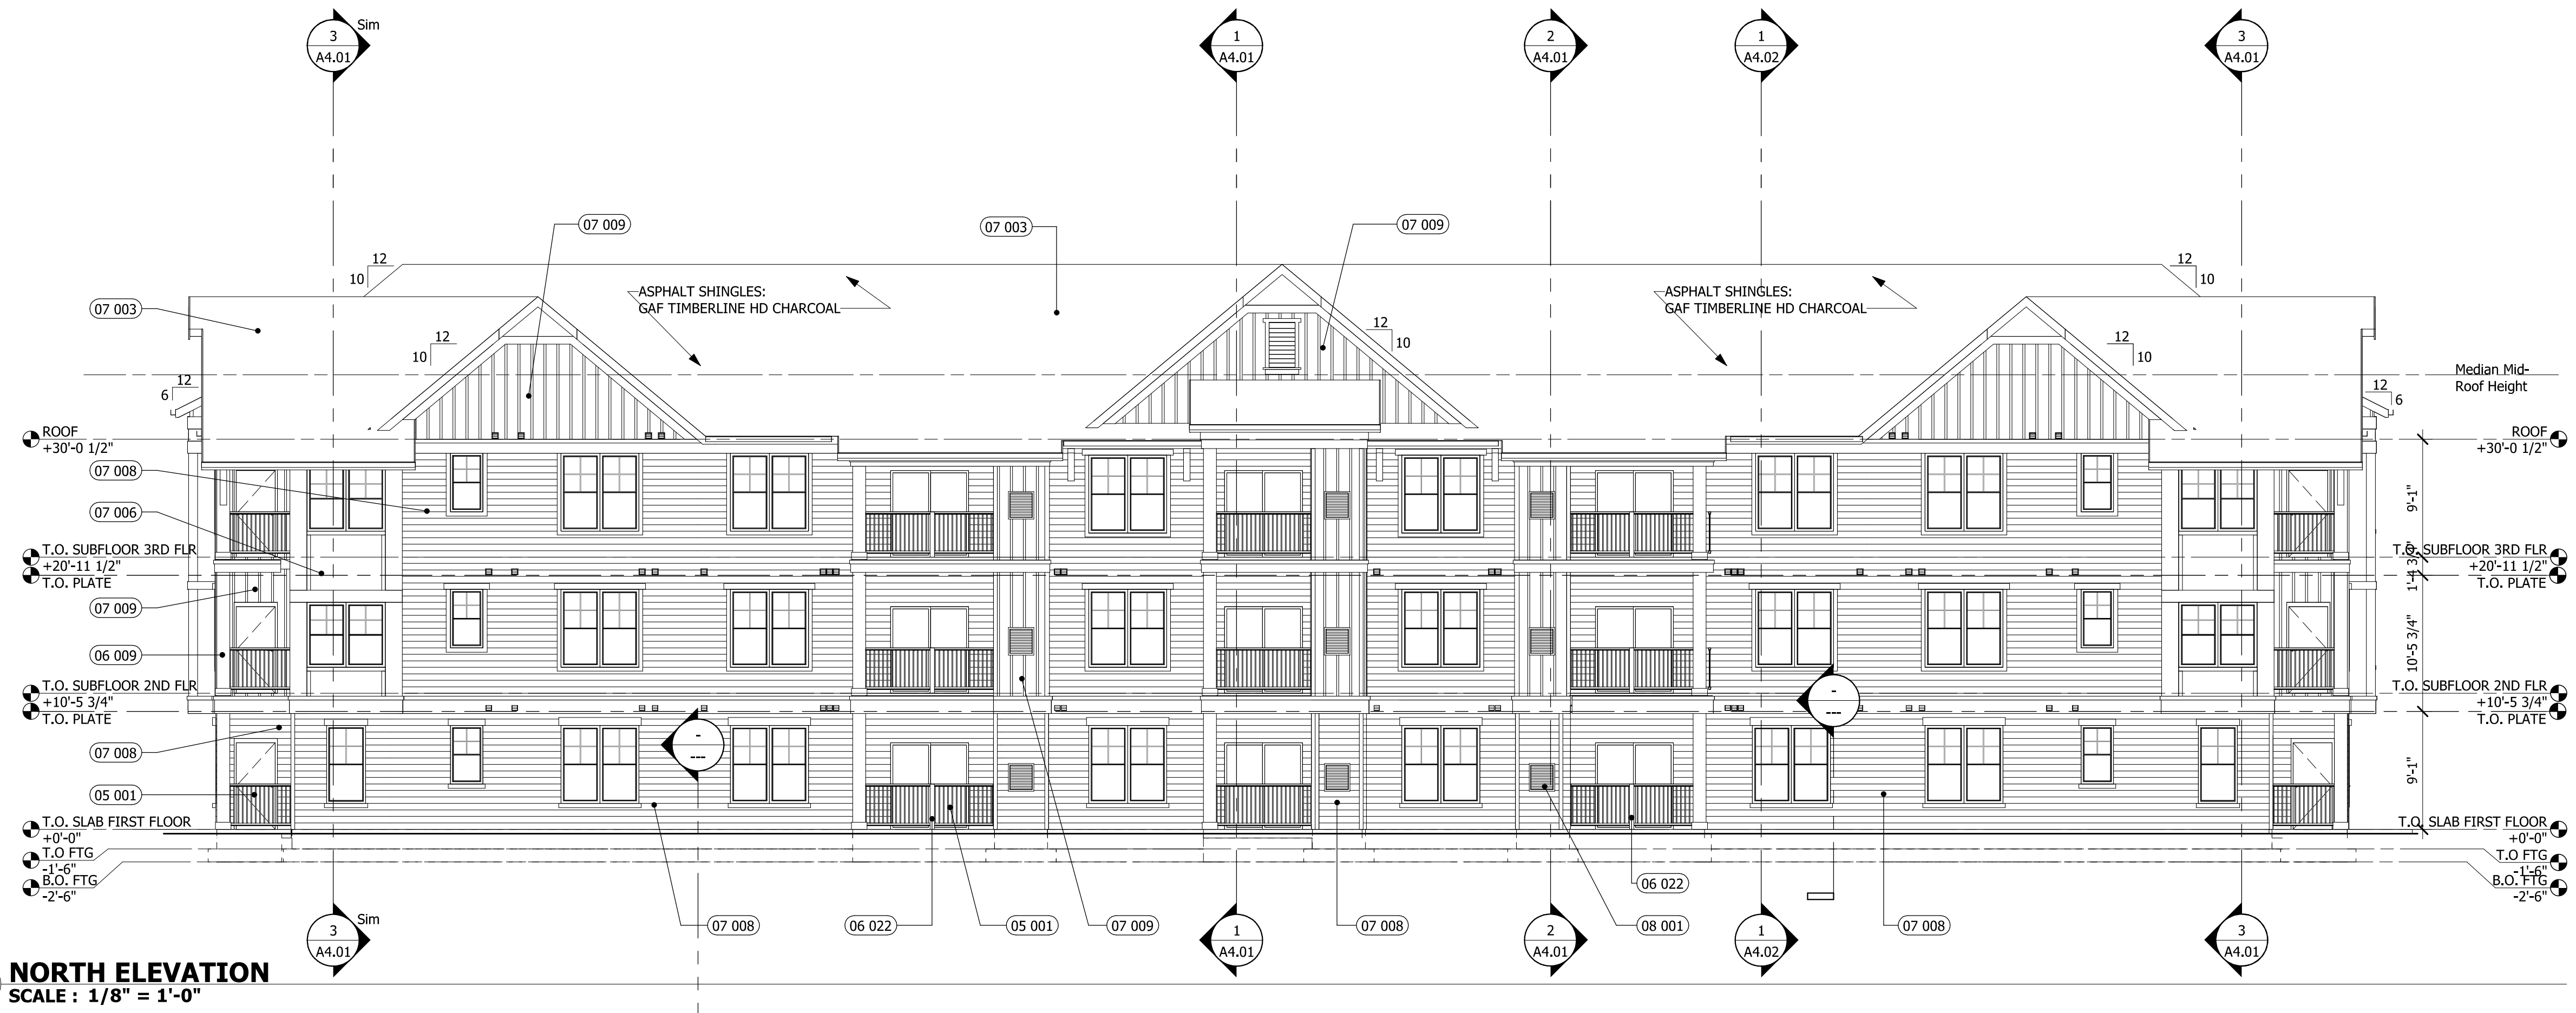 3
A4.01
Sim
1
A4.01
2
A4.01
1
A4.02
3
A4.01
07 009
07 003
07 009
12
10
12
10
07 003
ASPHALT SHINGLES:
GAF TIMBERLINE HD CHARCOAL
ASPHALT SHINGLES:
GAF TIMBERLINE HD CHARCOAL
12
10
12
10
12
10
12
6
Median Mid-
Roof Height
12
6
ROOF
+30'-0 1/2"
ROOF
+30'-0 1/2"
07 008
07 006
9'-1"
T.O. SUBFLOOR 3RD FLR
+20'-11 1/2"
T.O. PLATE
T.O. SUBFLOOR 3RD FLR
+20'-11 1/2"
T.O. PLATE
1'-4 3/4"
07 009
06 009
10'-5 3/4"
T.O. SUBFLOOR 2ND FLR
+10'-5 3/4"
T.O. PLATE
T.O. SUBFLOOR 2ND FLR
+10'-5 3/4"
T.O. PLATE
-
---
-
---
07 008
05 001
9'-1"
T.O. SLAB FIRST FLOOR
+0'-0"
T.O FTG
-1'-6"
B.O. FTG
-2'-6"
T.O. SLAB FIRST FLOOR
+0'-0"
T.O FTG
-1'-6"
B.O. FTG
-2'-6"
06 022
07 008
06 022
05 001
07 009
07 008
08 001
07 008
3
A4.01
Sim
1
A4.01
2
A4.01
1
A4.02
3
A4.01
NORTH ELEVATION
SCALE : 1/8" = 1'-0"